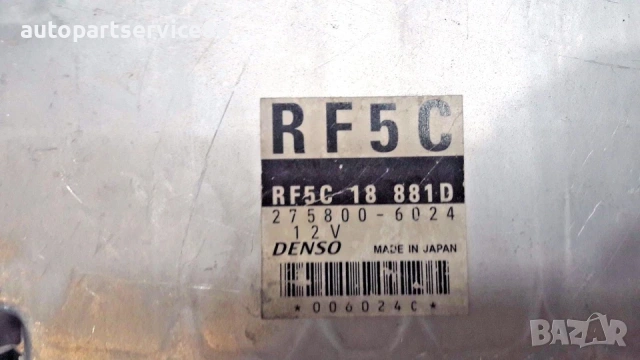 autopartservice
RF5C
RF5C 18 881D
275800-6024
12V
DENSO MADE IN JAPAN
*006024C*
BAZAR